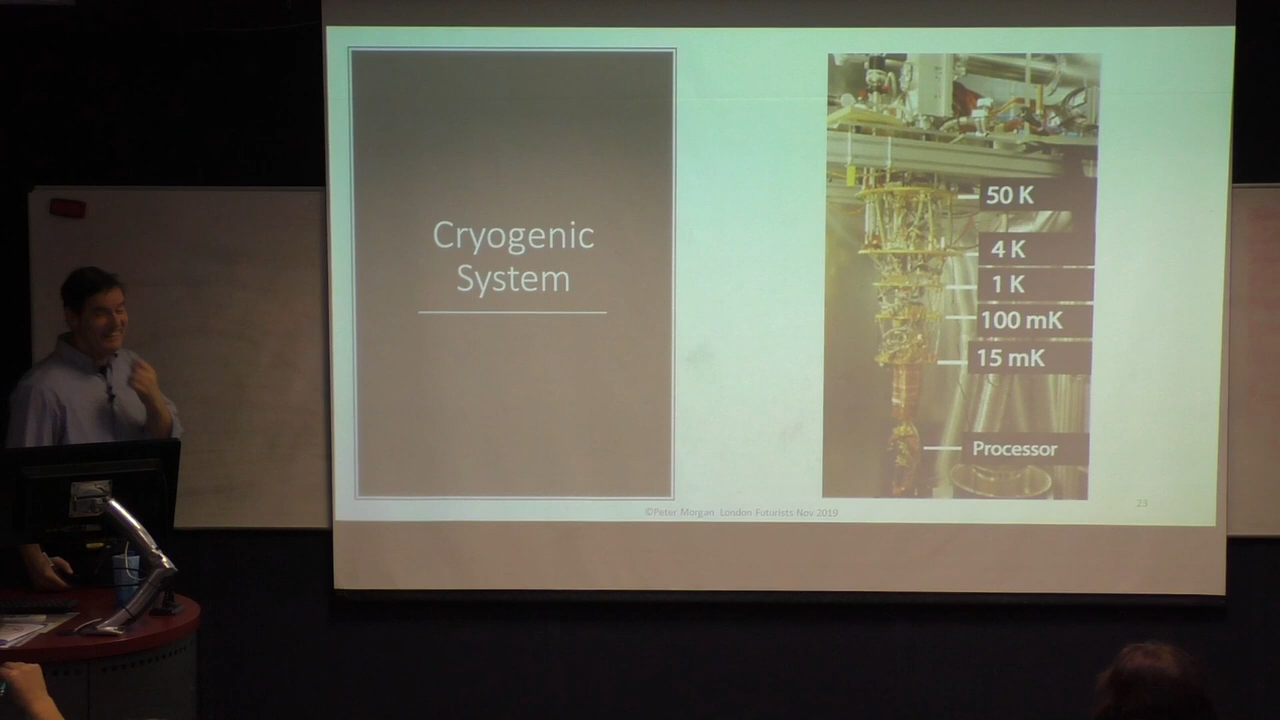 Cryogenic
System
50 K
4 K
1 K
100 mK
15 mK
Processor
©Peter Morgan London Futurists Nov 2019
23